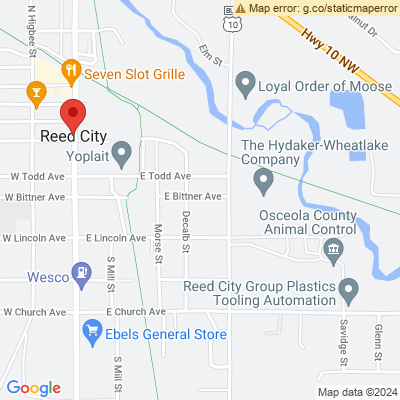 Map error: g.co/staticmaperror
BUS
10
N Higbee St
Elm St
Hwy 10 NW
Walnut Dr
Seven Slot Grille
Loyal Order of Moose
Reed City
Yoplait
The Hydaker-Wheatlake
Company
W Todd Ave
E Todd Ave
W Bittner Ave
E Bittner Ave
Osceola County
Animal Control
Morse St
Decalb St
W Lincoln Ave
E Lincoln Ave
Wesco
S Mill St
Reed City Group Plastics
Tooling Automation
W Church Ave
E Church Ave
Ebels General Store
S Mill St
Savidge St
Glenn St
Google
Map data ©2024